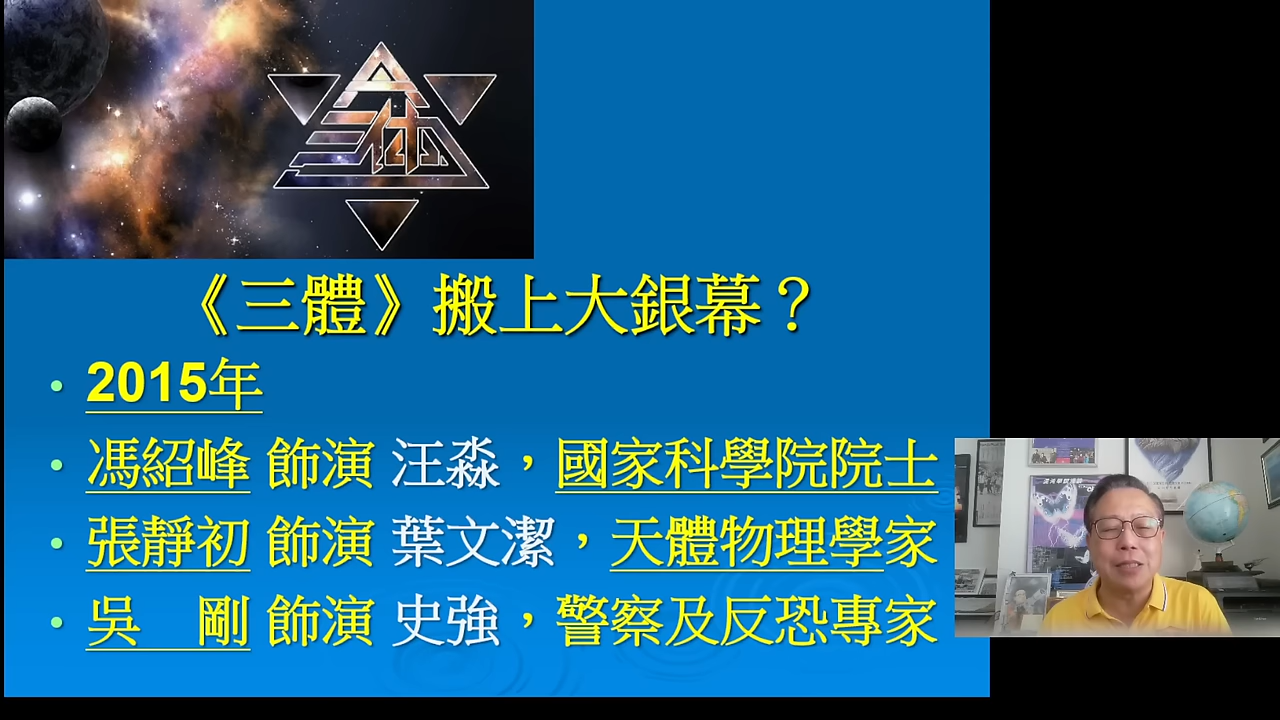 三体
《三體》搬上大銀幕？
• 2015年
• 馮紹峰 飾演 汪淼，國家科學院院士
• 張靜初 飾演 葉文潔，天體物理學家
• 吳　剛 飾演 史強，警察及反恐專家